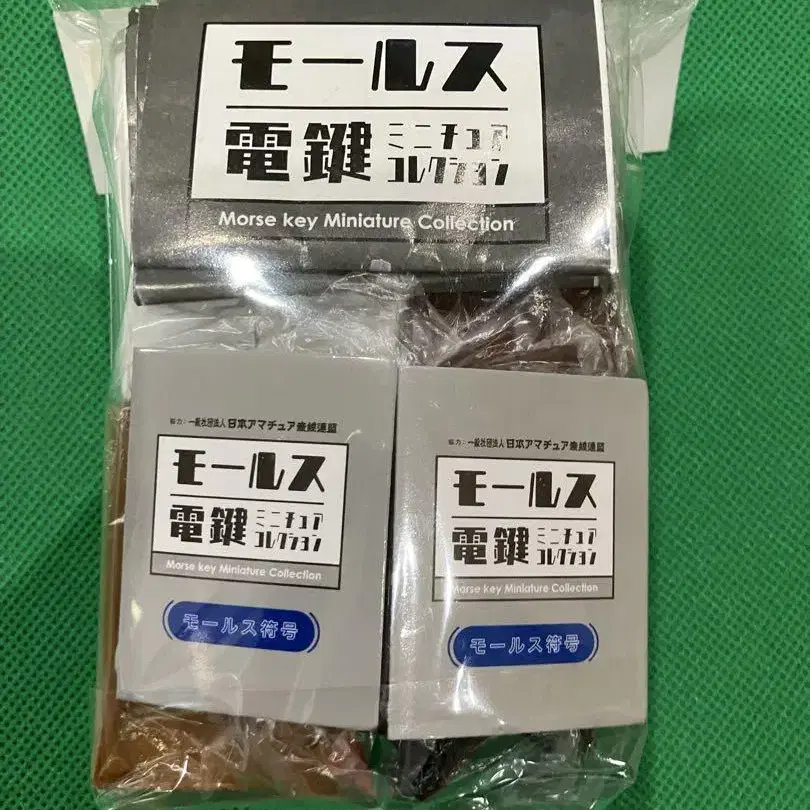 モールス
電鍵 ミニチュア
コレクション
Morse key Miniature Collection
協力:一般社団法人 日本アマチュア無線連盟
モールス
電鍵 ミニチュア
コレクション
Morse key Miniature Collection
モールス符号
協力:一般社団法人 日本アマチュア無線連盟
モールス
電鍵 ミニチュア
コレクション
Morse key Miniature Collection
モールス符号